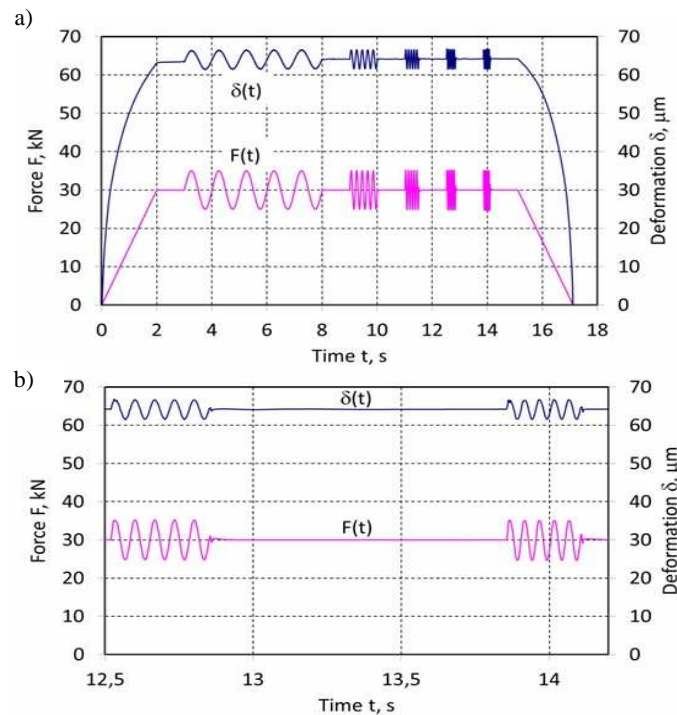 a)
70 70
60 60
50 50
40 40
30 30
20 20
10 10
0 0
Force F, kN
Deformation δ, μm
δ(t)
F(t)
0 2 4 6 8 10 12 14 16 18
Time t, s
b)
70 70
60 60
50 50
40 40
30 30
20 20
10 10
0 0
Force F, kN
Deformation δ, μm
δ(t)
F(t)
12,5 13 13,5 14
Time t, s